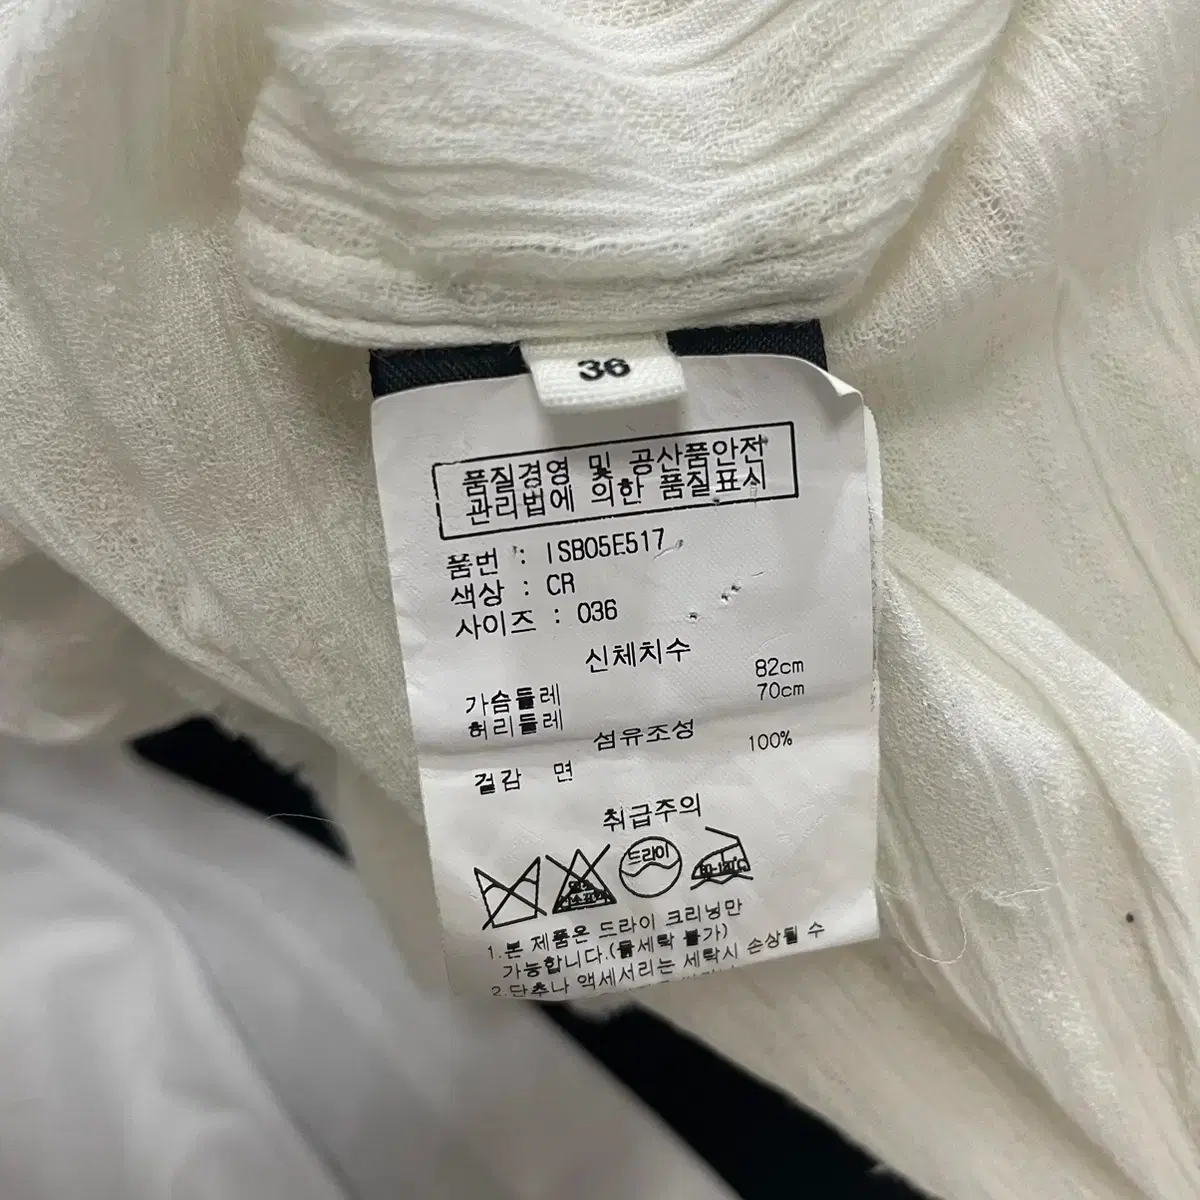 36
품질경영 및 공산품안전
관리법에 의한 품질표시
품번 : ISB05E517
색상 : CR
사이즈 : 036
신체치수
가슴둘레 82cm
허리둘레 70cm
섬유조성
겉감 면 100%
취급주의
드라이
80-120℃
1.본 제품은 드라이 크리닝만
가능합니다.(물세탁 불가)
2.단추나 액세서리는 세탁시 손상될 수